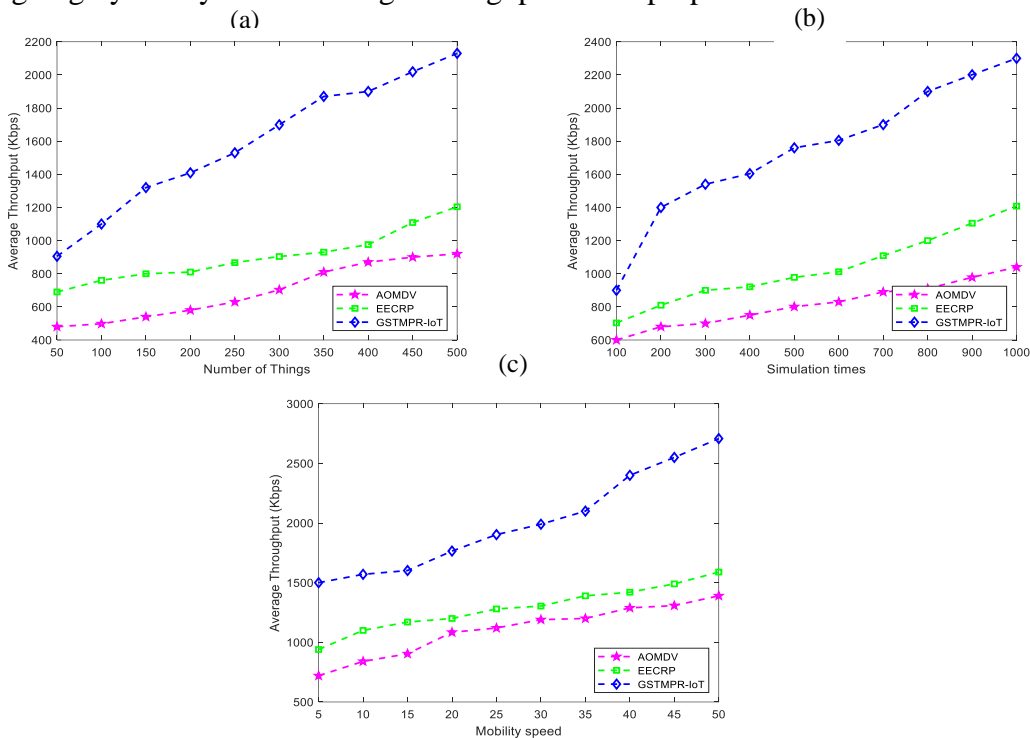 (a)
(b)
2200
2000
1800
1600
1400
1200
1000
800
600
400
Average Throughput (Kbps)
50 100 150 200 250 300 350 400 450 500
Number of Things
AOMDV
EECRP
GSTMPR-IoT
2400
2200
2000
1800
1600
1400
1200
1000
800
600
Average Throughput (Kbps)
100 200 300 400 500 600 700 800 900 1000
Simulation times
AOMDV
EECRP
GSTMPR-IoT
(c)
3000
2500
2000
1500
1000
500
Average Throughput (Kbps)
5 10 15 20 25 30 35 40 45 50
Mobility speed
AOMDV
EECRP
GSTMPR-IoT